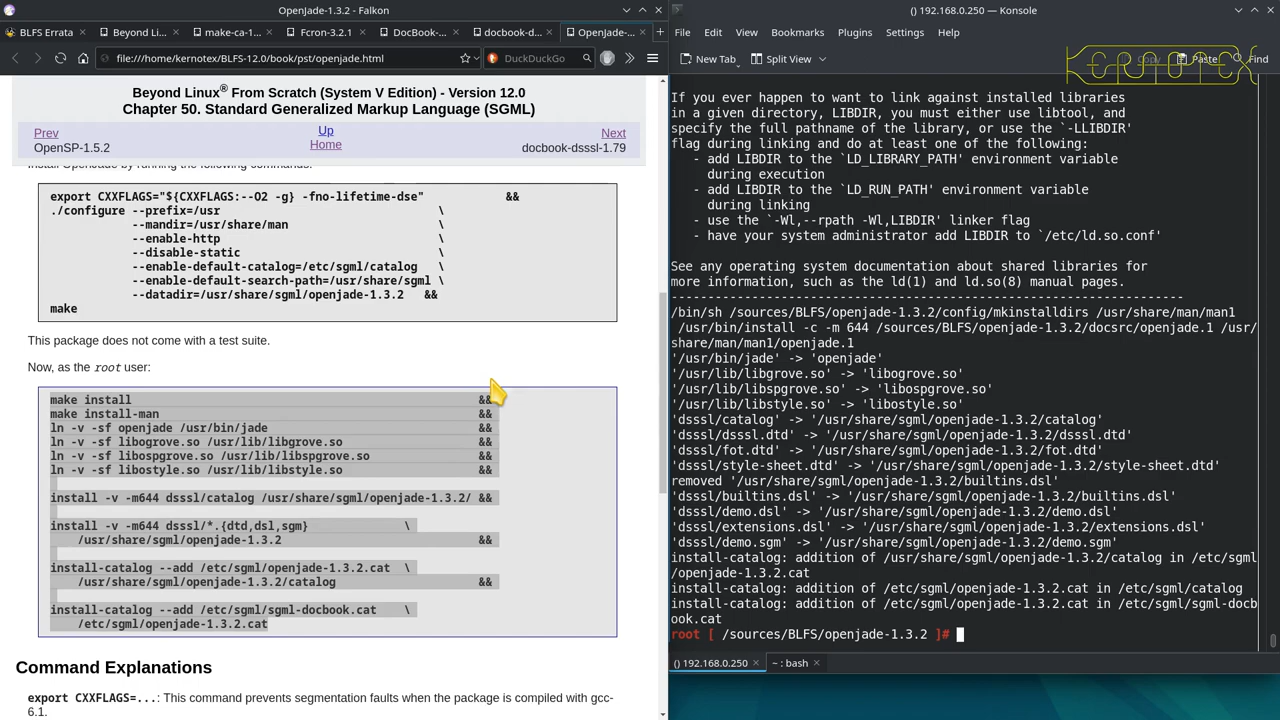 OpenJade-1.3.2 - Falkon
BLFS Errata
Beyond Li...
make-ca-1...
Fcron-3.2.1
DocBook-...
docbook-d...
OpenJade-...
file:///home/kernotex/BLFS-12.0/book/pst/openjade.html
DuckDuckGo
Beyond Linux® From Scratch (System V Edition) - Version 12.0
Chapter 50. Standard Generalized Markup Language (SGML)
Prev Up Next
OpenSP-1.5.2 Home docbook-dsssl-1.79
Install OpenJade by running the following commands:
export CXXFLAGS="${CXXFLAGS:--O2 -g} -fno-lifetime-dse" &&
./configure --prefix=/usr \
--mandir=/usr/share/man \
--enable-http \
--disable-static \
--enable-default-catalog=/etc/sgml/catalog \
--enable-default-search-path=/usr/share/sgml \
--datadir=/usr/share/sgml/openjade-1.3.2 &&
make
This package does not come with a test suite.
Now, as the root user:
make install &&
make install-man &&
ln -v -sf openjade /usr/bin/jade &&
ln -v -sf libogrove.so /usr/lib/libgrove.so &&
ln -v -sf libospgrove.so /usr/lib/libspgrove.so &&
ln -v -sf libostyle.so /usr/lib/libstyle.so &&
install -v -m644 dsssl/catalog /usr/share/sgml/openjade-1.3.2/ &&
install -v -m644 dsssl/*.{dtd,dsl,sgm} \
/usr/share/sgml/openjade-1.3.2 &&
install-catalog --add /etc/sgml/openjade-1.3.2.cat \
/usr/share/sgml/openjade-1.3.2/catalog &&
install-catalog --add /etc/sgml/sgml-docbook.cat \
/etc/sgml/openjade-1.3.2.cat
Command Explanations
export CXXFLAGS=...: This command prevents segmentation faults when the package is compiled with gcc-
6.1.
() 192.168.0.250 — Konsole
File Edit View Bookmarks Plugins Settings Help
New Tab Split View Copy Paste Find
KERNOTEX
If you ever happen to want to link against installed libraries
in a given directory, LIBDIR, you must either use libtool, and
specify the full pathname of the library, or use the `-LLIBDIR'
flag during linking and do at least one of the following:
- add LIBDIR to the `LD_LIBRARY_PATH' environment variable
during execution
- add LIBDIR to the `LD_RUN_PATH' environment variable
during linking
- use the `-Wl,--rpath -Wl,LIBDIR' linker flag
- have your system administrator add LIBDIR to `/etc/ld.so.conf'
See any operating system documentation about shared libraries for
more information, such as the ld(1) and ld.so(8) manual pages.
----------------------------------------------------------------------
/bin/sh /sources/BLFS/openjade-1.3.2/config/mkinstalldirs /usr/share/man/man1
/usr/bin/install -c -m 644 /sources/BLFS/openjade-1.3.2/docsrc/openjade.1 /usr/
share/man/man1/openjade.1
'/usr/bin/jade' -> 'openjade'
'/usr/lib/libgrove.so' -> 'libogrove.so'
'/usr/lib/libspgrove.so' -> 'libospgrove.so'
'/usr/lib/libstyle.so' -> 'libostyle.so'
'dsssl/catalog' -> '/usr/share/sgml/openjade-1.3.2/catalog'
'dsssl/dsssl.dtd' -> '/usr/share/sgml/openjade-1.3.2/dsssl.dtd'
'dsssl/fot.dtd' -> '/usr/share/sgml/openjade-1.3.2/fot.dtd'
'dsssl/style-sheet.dtd' -> '/usr/share/sgml/openjade-1.3.2/style-sheet.dtd'
removed '/usr/share/sgml/openjade-1.3.2/builtins.dsl'
'dsssl/builtins.dsl' -> '/usr/share/sgml/openjade-1.3.2/builtins.dsl'
'dsssl/demo.dsl' -> '/usr/share/sgml/openjade-1.3.2/demo.dsl'
'dsssl/extensions.dsl' -> '/usr/share/sgml/openjade-1.3.2/extensions.dsl'
'dsssl/demo.sgm' -> '/usr/share/sgml/openjade-1.3.2/demo.sgm'
install-catalog: addition of /usr/share/sgml/openjade-1.3.2/catalog in /etc/sgml
/openjade-1.3.2.cat
install-catalog: addition of /etc/sgml/openjade-1.3.2.cat in /etc/sgml/catalog
install-catalog: addition of /etc/sgml/openjade-1.3.2.cat in /etc/sgml/sgml-docb
ook.cat
root [ /sources/BLFS/openjade-1.3.2 ]#
() 192.168.0.250
~ : bash